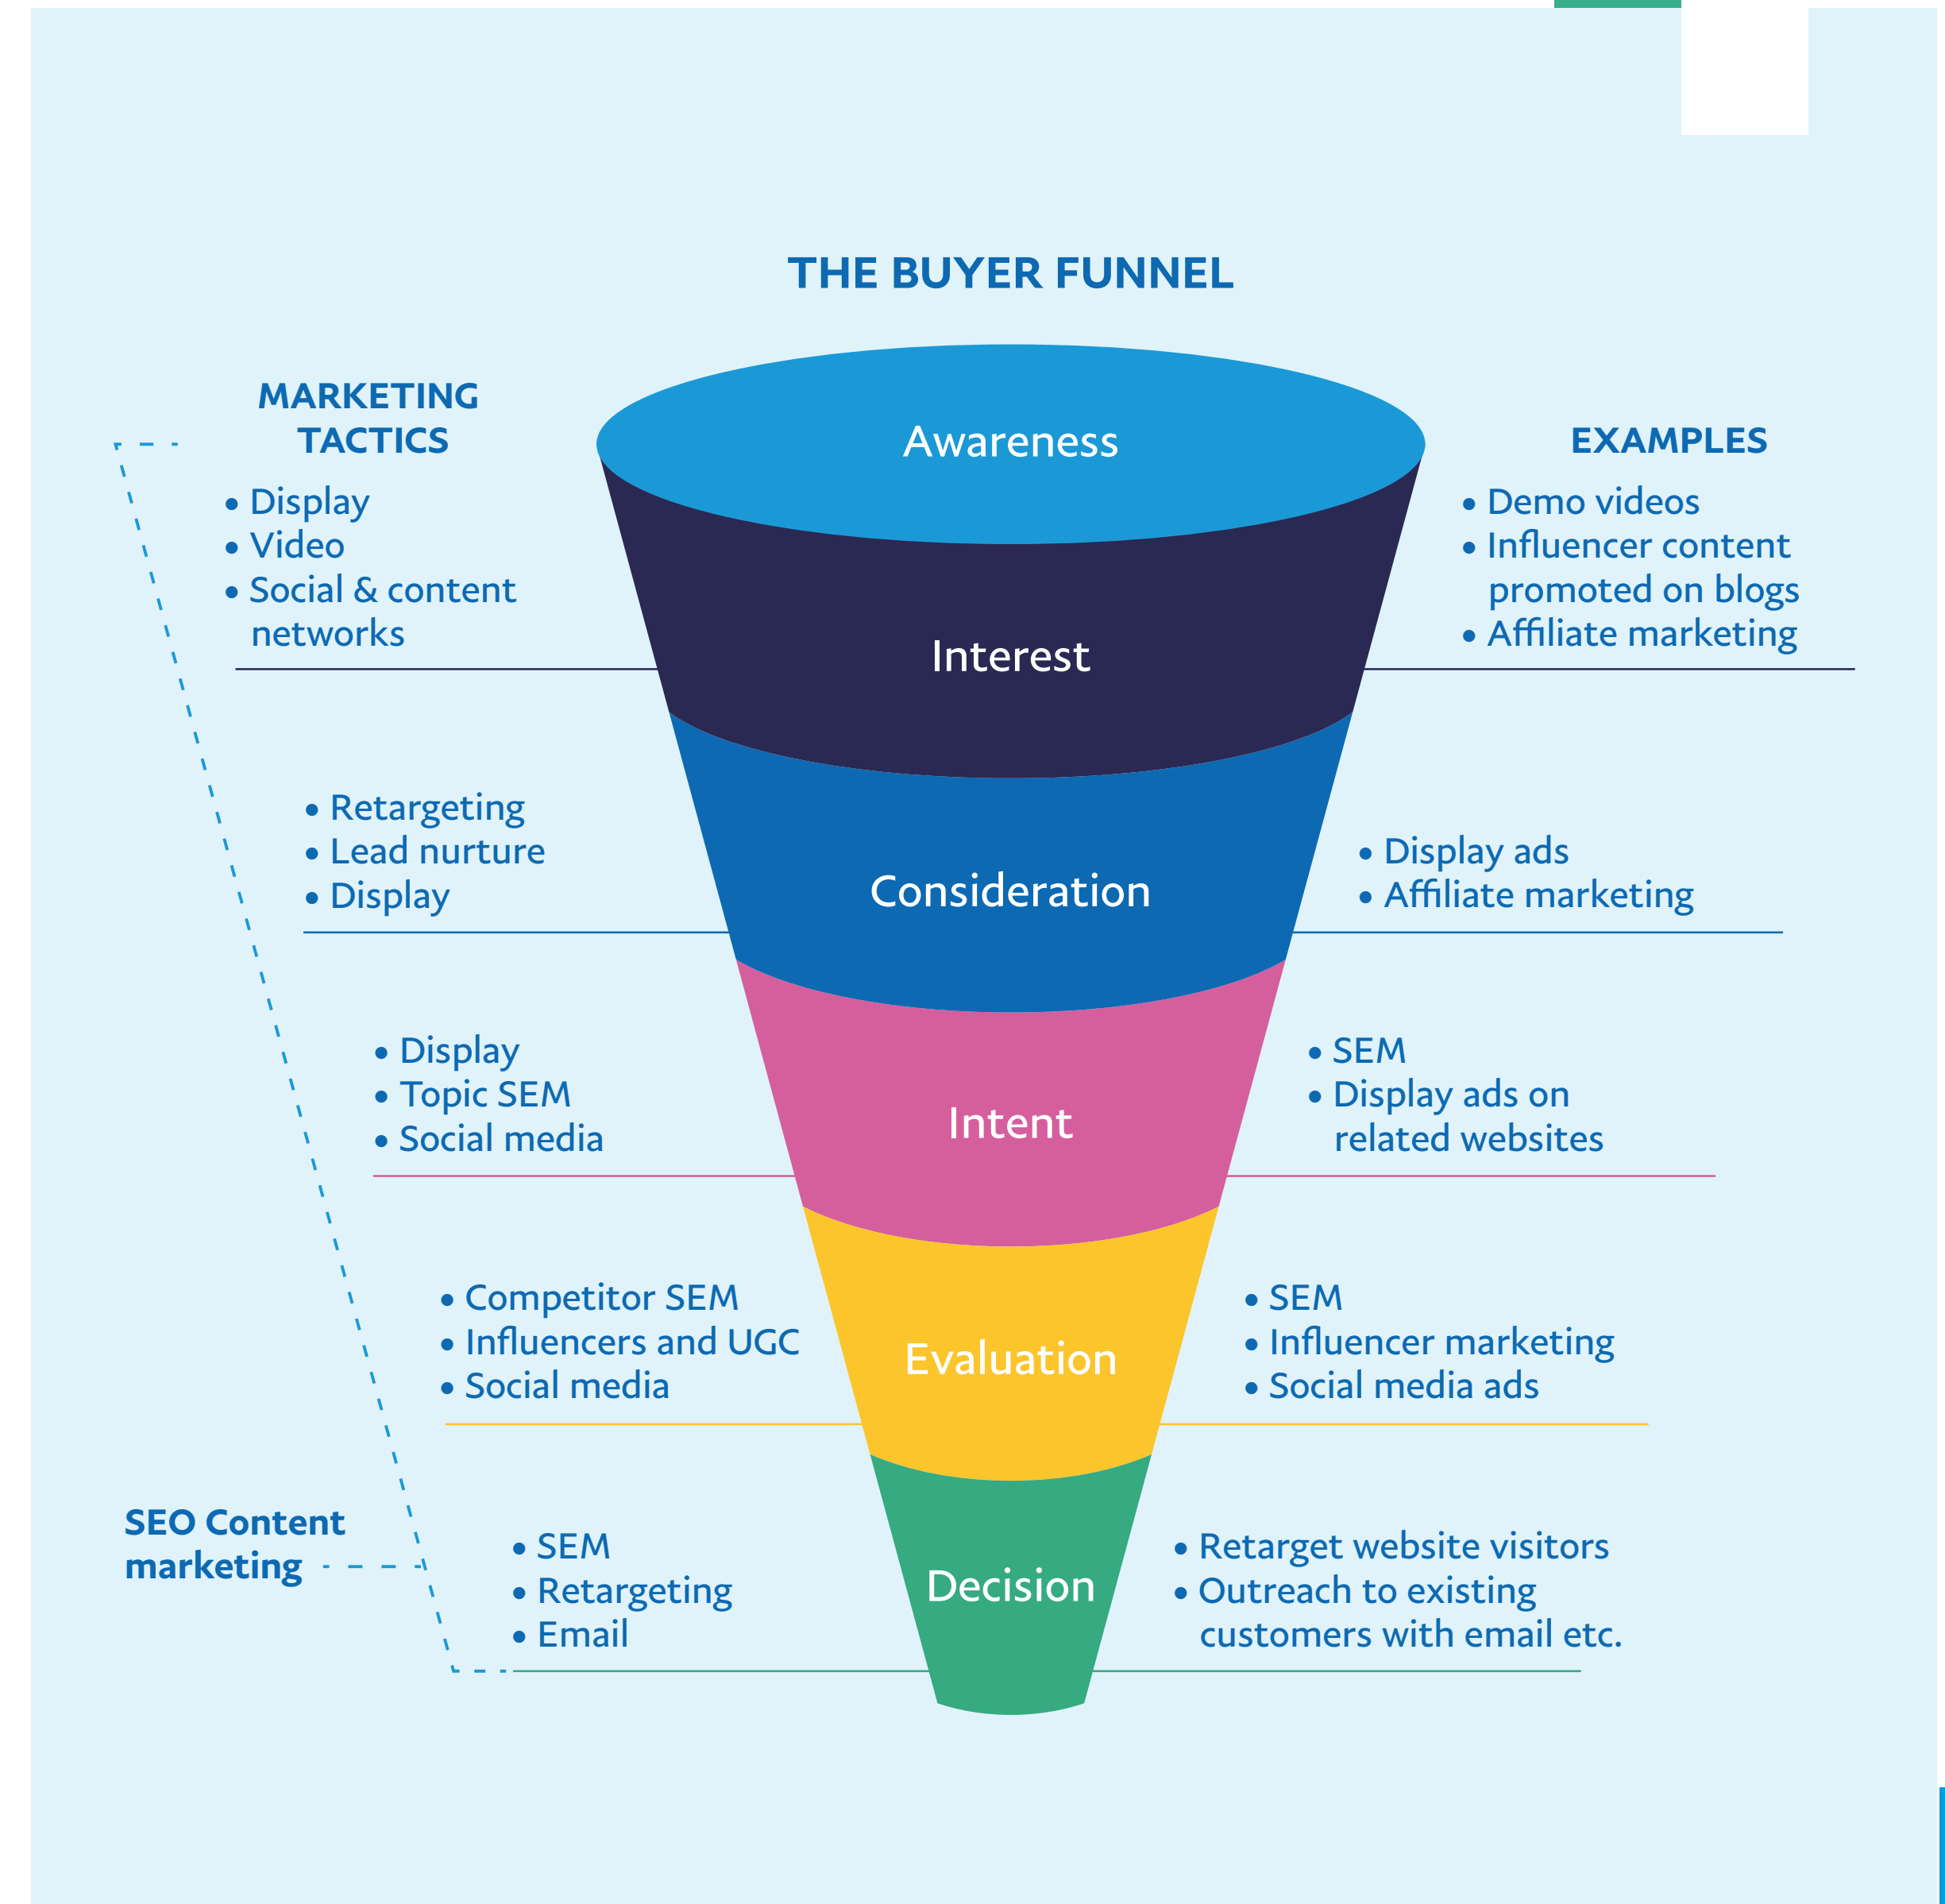 THE BUYER FUNNEL
MARKETING
TACTICS
• Display
• Video
• Social & content
networks
Awareness
Interest
EXAMPLES
• Demo videos
• Influencer content
promoted on blogs
• Affiliate marketing
• Retargeting
• Lead nurture
• Display
Consideration
• Display ads
• Affiliate marketing
• Display
• Topic SEM
• Social media
Intent
• SEM
• Display ads on
related websites
• Competitor SEM
• Influencers and UGC
• Social media
Evaluation
• SEM
• Influencer marketing
• Social media ads
SEO Content
marketing
• SEM
• Retargeting
• Email
Decision
• Retarget website visitors
• Outreach to existing
customers with email etc.